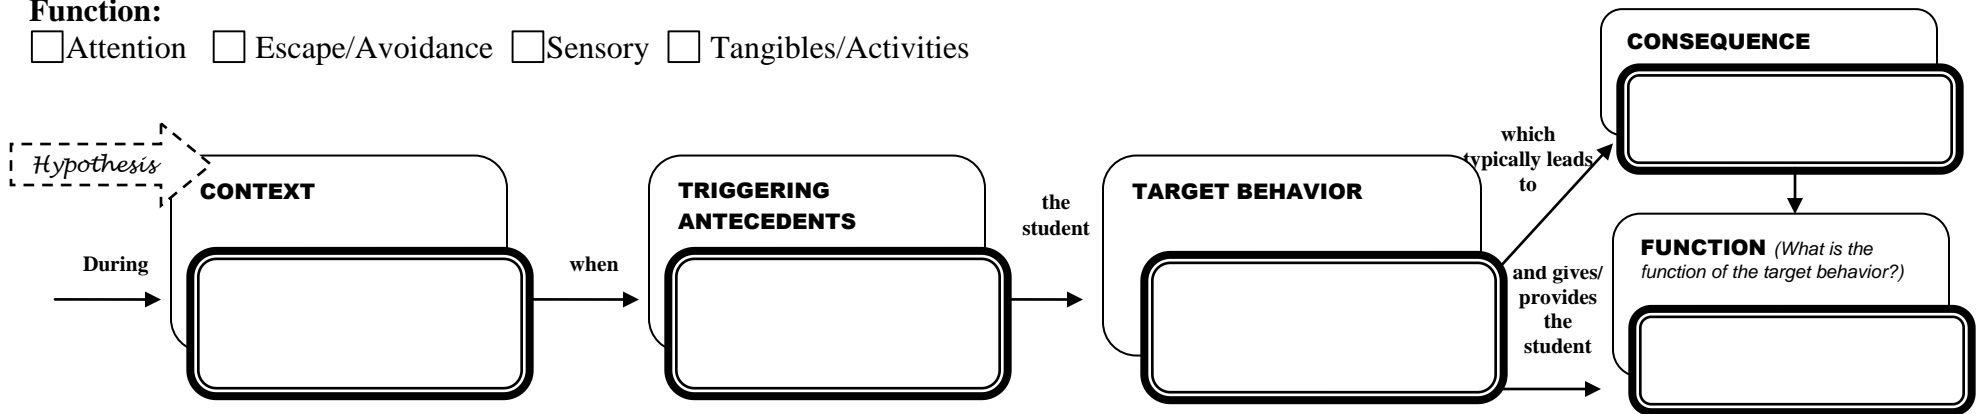 Function:
☐Attention ☐ Escape/Avoidance ☐Sensory ☐ Tangibles/Activities
Hypothesis
During
CONTEXT
when
TRIGGERING
ANTECEDENTS
the
student
TARGET BEHAVIOR
which
typically leads
to
CONSEQUENCE
and gives/
provides
the
student
FUNCTION (What is the
function of the target behavior?)